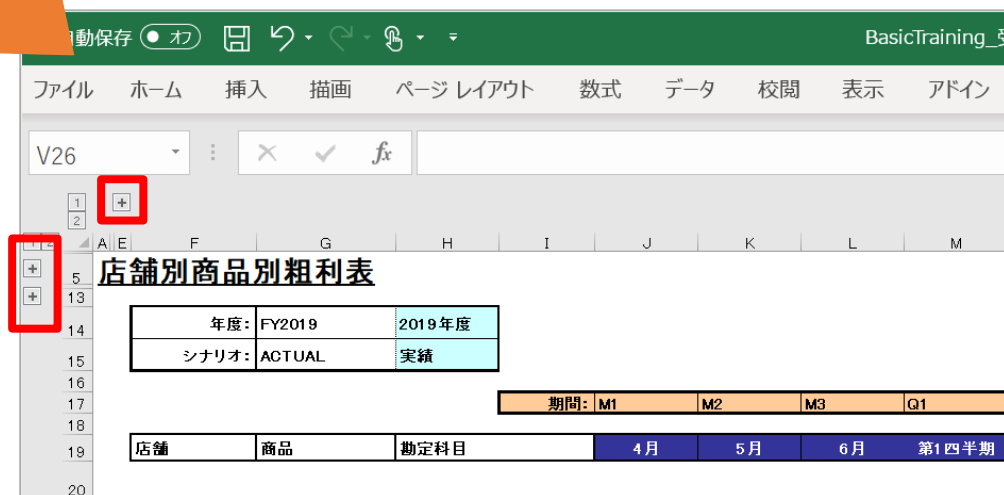 動保存 オフ BasicTraining_
ファイル ホーム 挿入 描画 ページ レイアウト 数式 データ 校閲 表示 アドイン
V26 fx
1
2
1 2 A E F G H I J K L M
5 店舗別商品別粗利表
13
14 年度: FY2019 2019年度
15 シナリオ: ACTUAL 実績
16
17 期間: M1 M2 M3 Q1
18
19 店舗 商品 勘定科目 4月 5月 6月 第1四半期
20